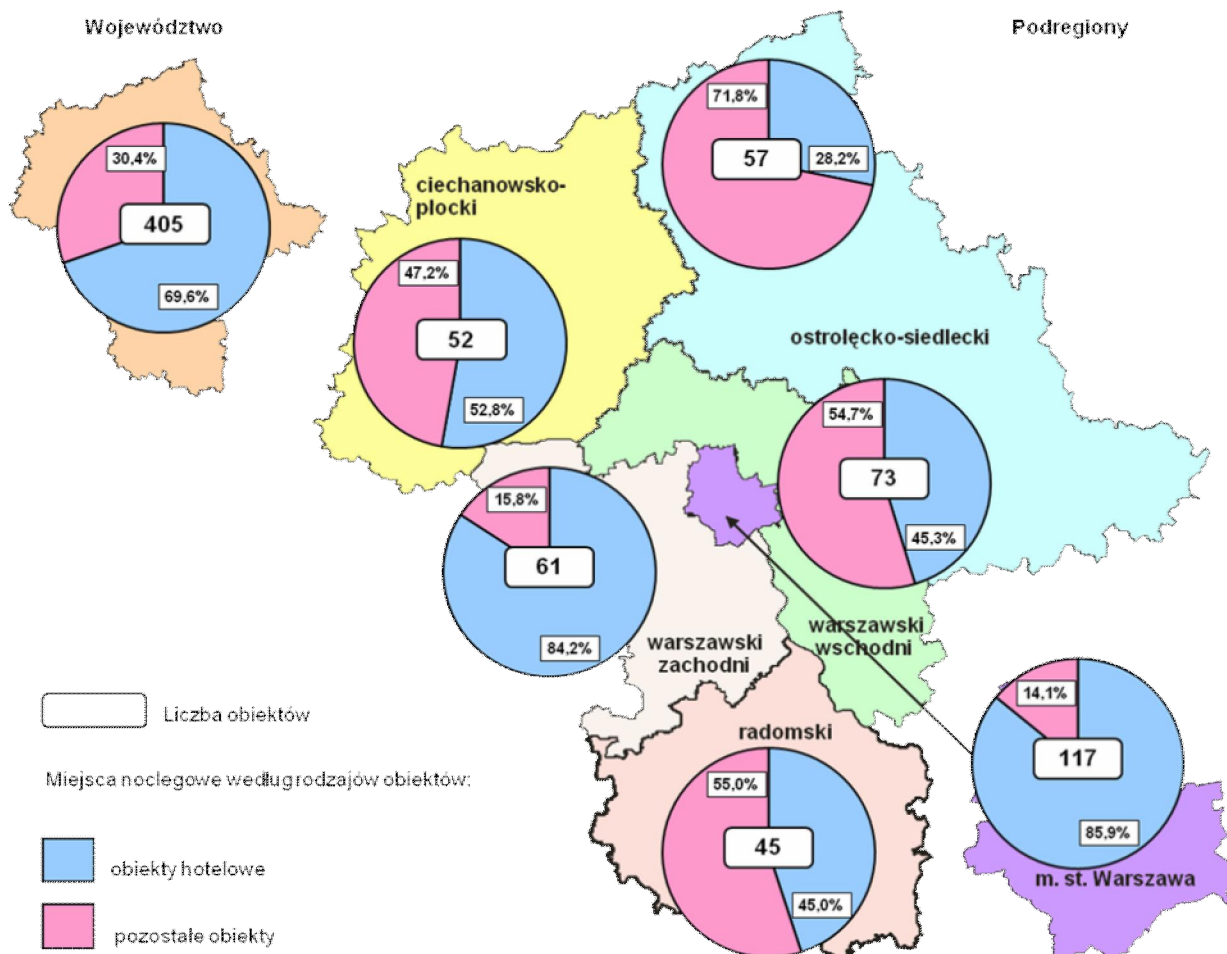 Województwo
Podregiony
30,4%
405
69,6%
71,8%
57
28,2%
ciechanowsko-
płocki
47,2%
52
52,8%
ostrołęcko-siedlecki
54,7%
73
45,3%
15,8%
61
84,2%
warszawski
zachodni
warszawski
wschodni
14,1%
117
85,9%
m. st. Warszawa
radomski
55,0%
45
45,0%
Liczba obiektów
Miejsca noclegowe według rodzajów obiektów:
obiekty hotelowe
pozostałe obiekty